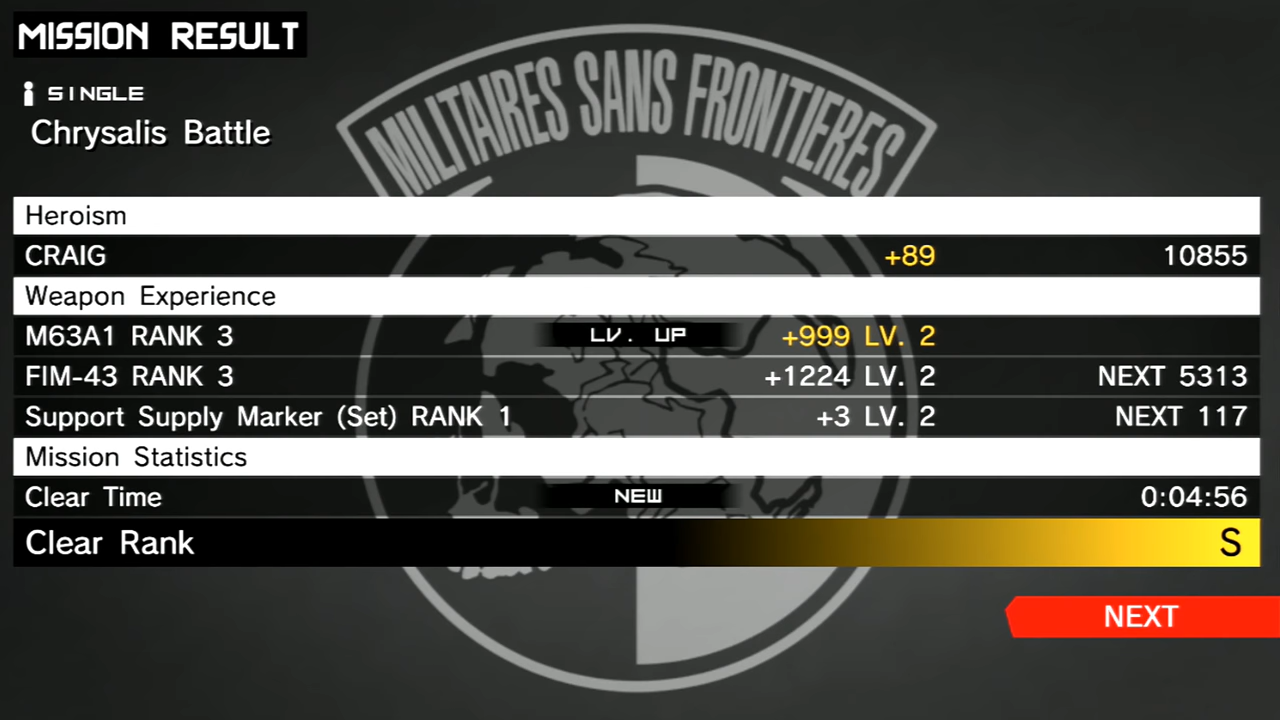 MISSION RESULT
SINGLE
Chrysalis Battle
MILITAIRES SANS FRONTIERES
Heroism
CRAIG +89 10855
Weapon Experience
M63A1 RANK 3 LV. UP +999 LV. 2
FIM-43 RANK 3 +1224 LV. 2 NEXT 5313
Support Supply Marker (Set) RANK 1 +3 LV. 2 NEXT 117
Mission Statistics
Clear Time NEW 0:04:56
Clear Rank S
NEXT